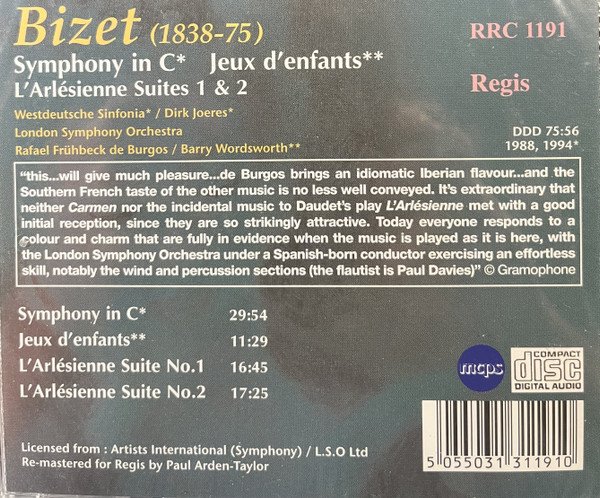 Bizet (1838-75)
RRC 1191
Symphony in C* Jeux d'enfants**
L'Arlésienne Suites 1 & 2
Regis
Westdeutsche Sinfonia* / Dirk Joeres*
London Symphony Orchestra
Rafael Frühbeck de Burgos / Barry Wordsworth**
DDD 75:56
1988, 1994*
"this...will give much pleasure...de Burgos brings an idiomatic Iberian flavour...and the
Southern French taste of the other music is no less well conveyed. It's extraordinary that
neither Carmen nor the incidental music to Daudet's play L'Arlésienne met with a good
initial reception, since they are so strikingly attractive. Today everyone responds to a
colour and charm that are fully in evidence when the music is played as it is here, with
the London Symphony Orchestra under a Spanish-born conductor exercising an effortless
skill, notably the wind and percussion sections (the flautist is Paul Davies)" © Gramophone
Symphony in C* 29:54
Jeux d'enfants** 11:29
L'Arlésienne Suite No.1 16:45
L'Arlésienne Suite No.2 17:25
mcps
COMPACT
disc
DIGITAL AUDIO
Licensed from : Artists International (Symphony) / L.S.O Ltd
Re-mastered for Regis by Paul Arden-Taylor
5 055031 311910